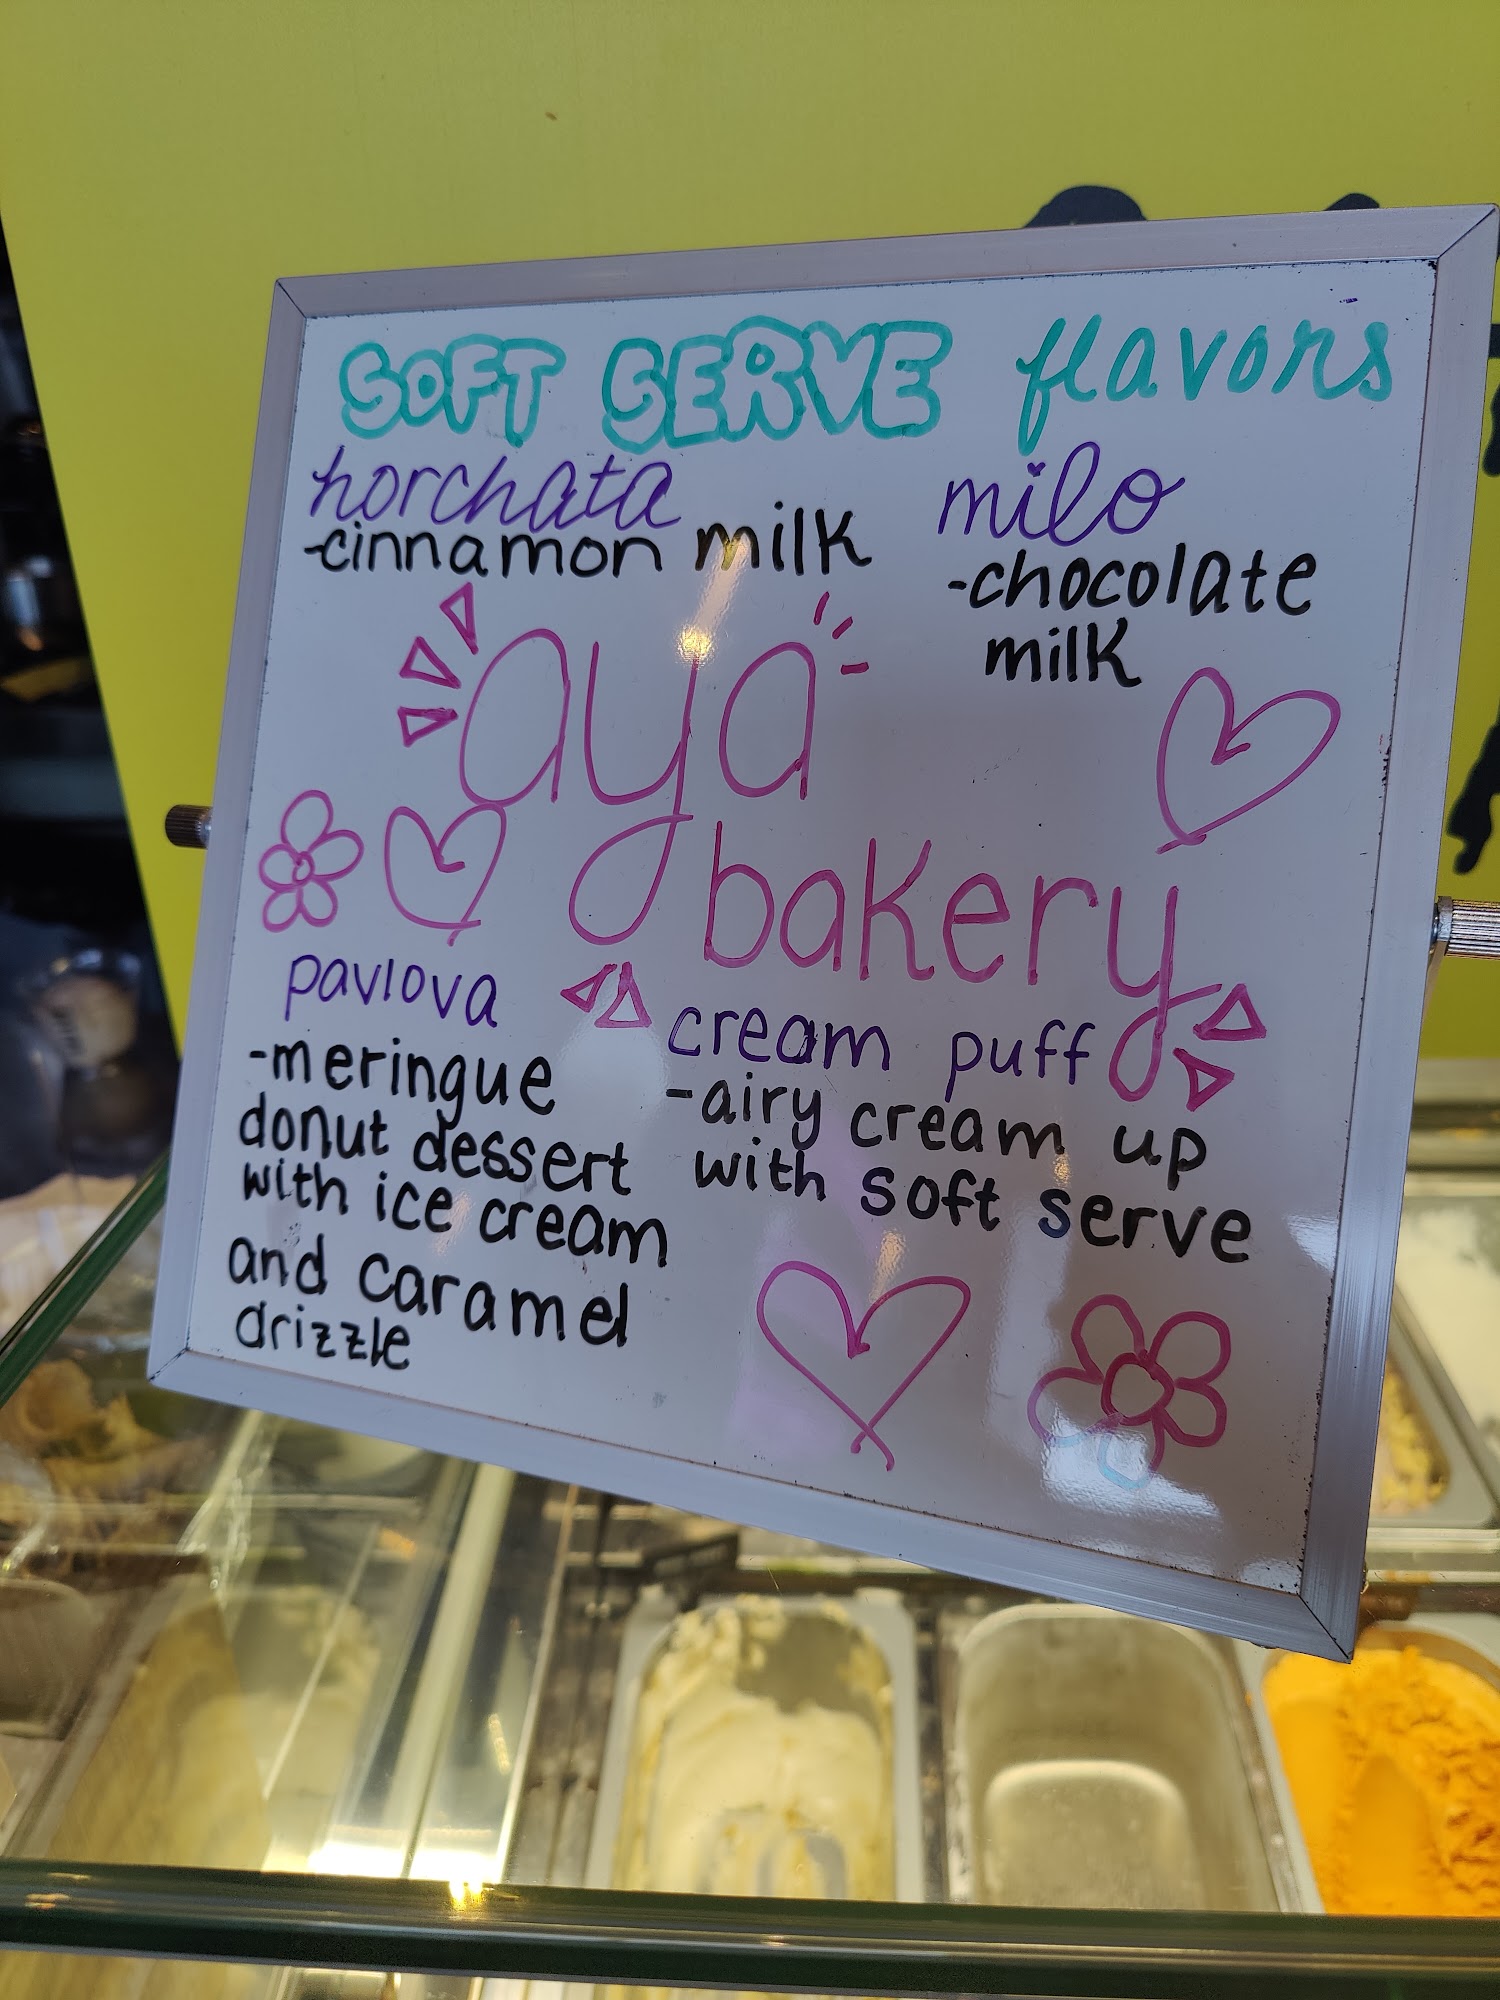 SOFT SERVE flavors
horchata
-cinnamon milk
milo
-chocolate
milk
aya
bakery
pavlova
-meringue
donut dessert
with ice cream
and caramel
drizzle
cream puff
-airy cream up
with soft serve